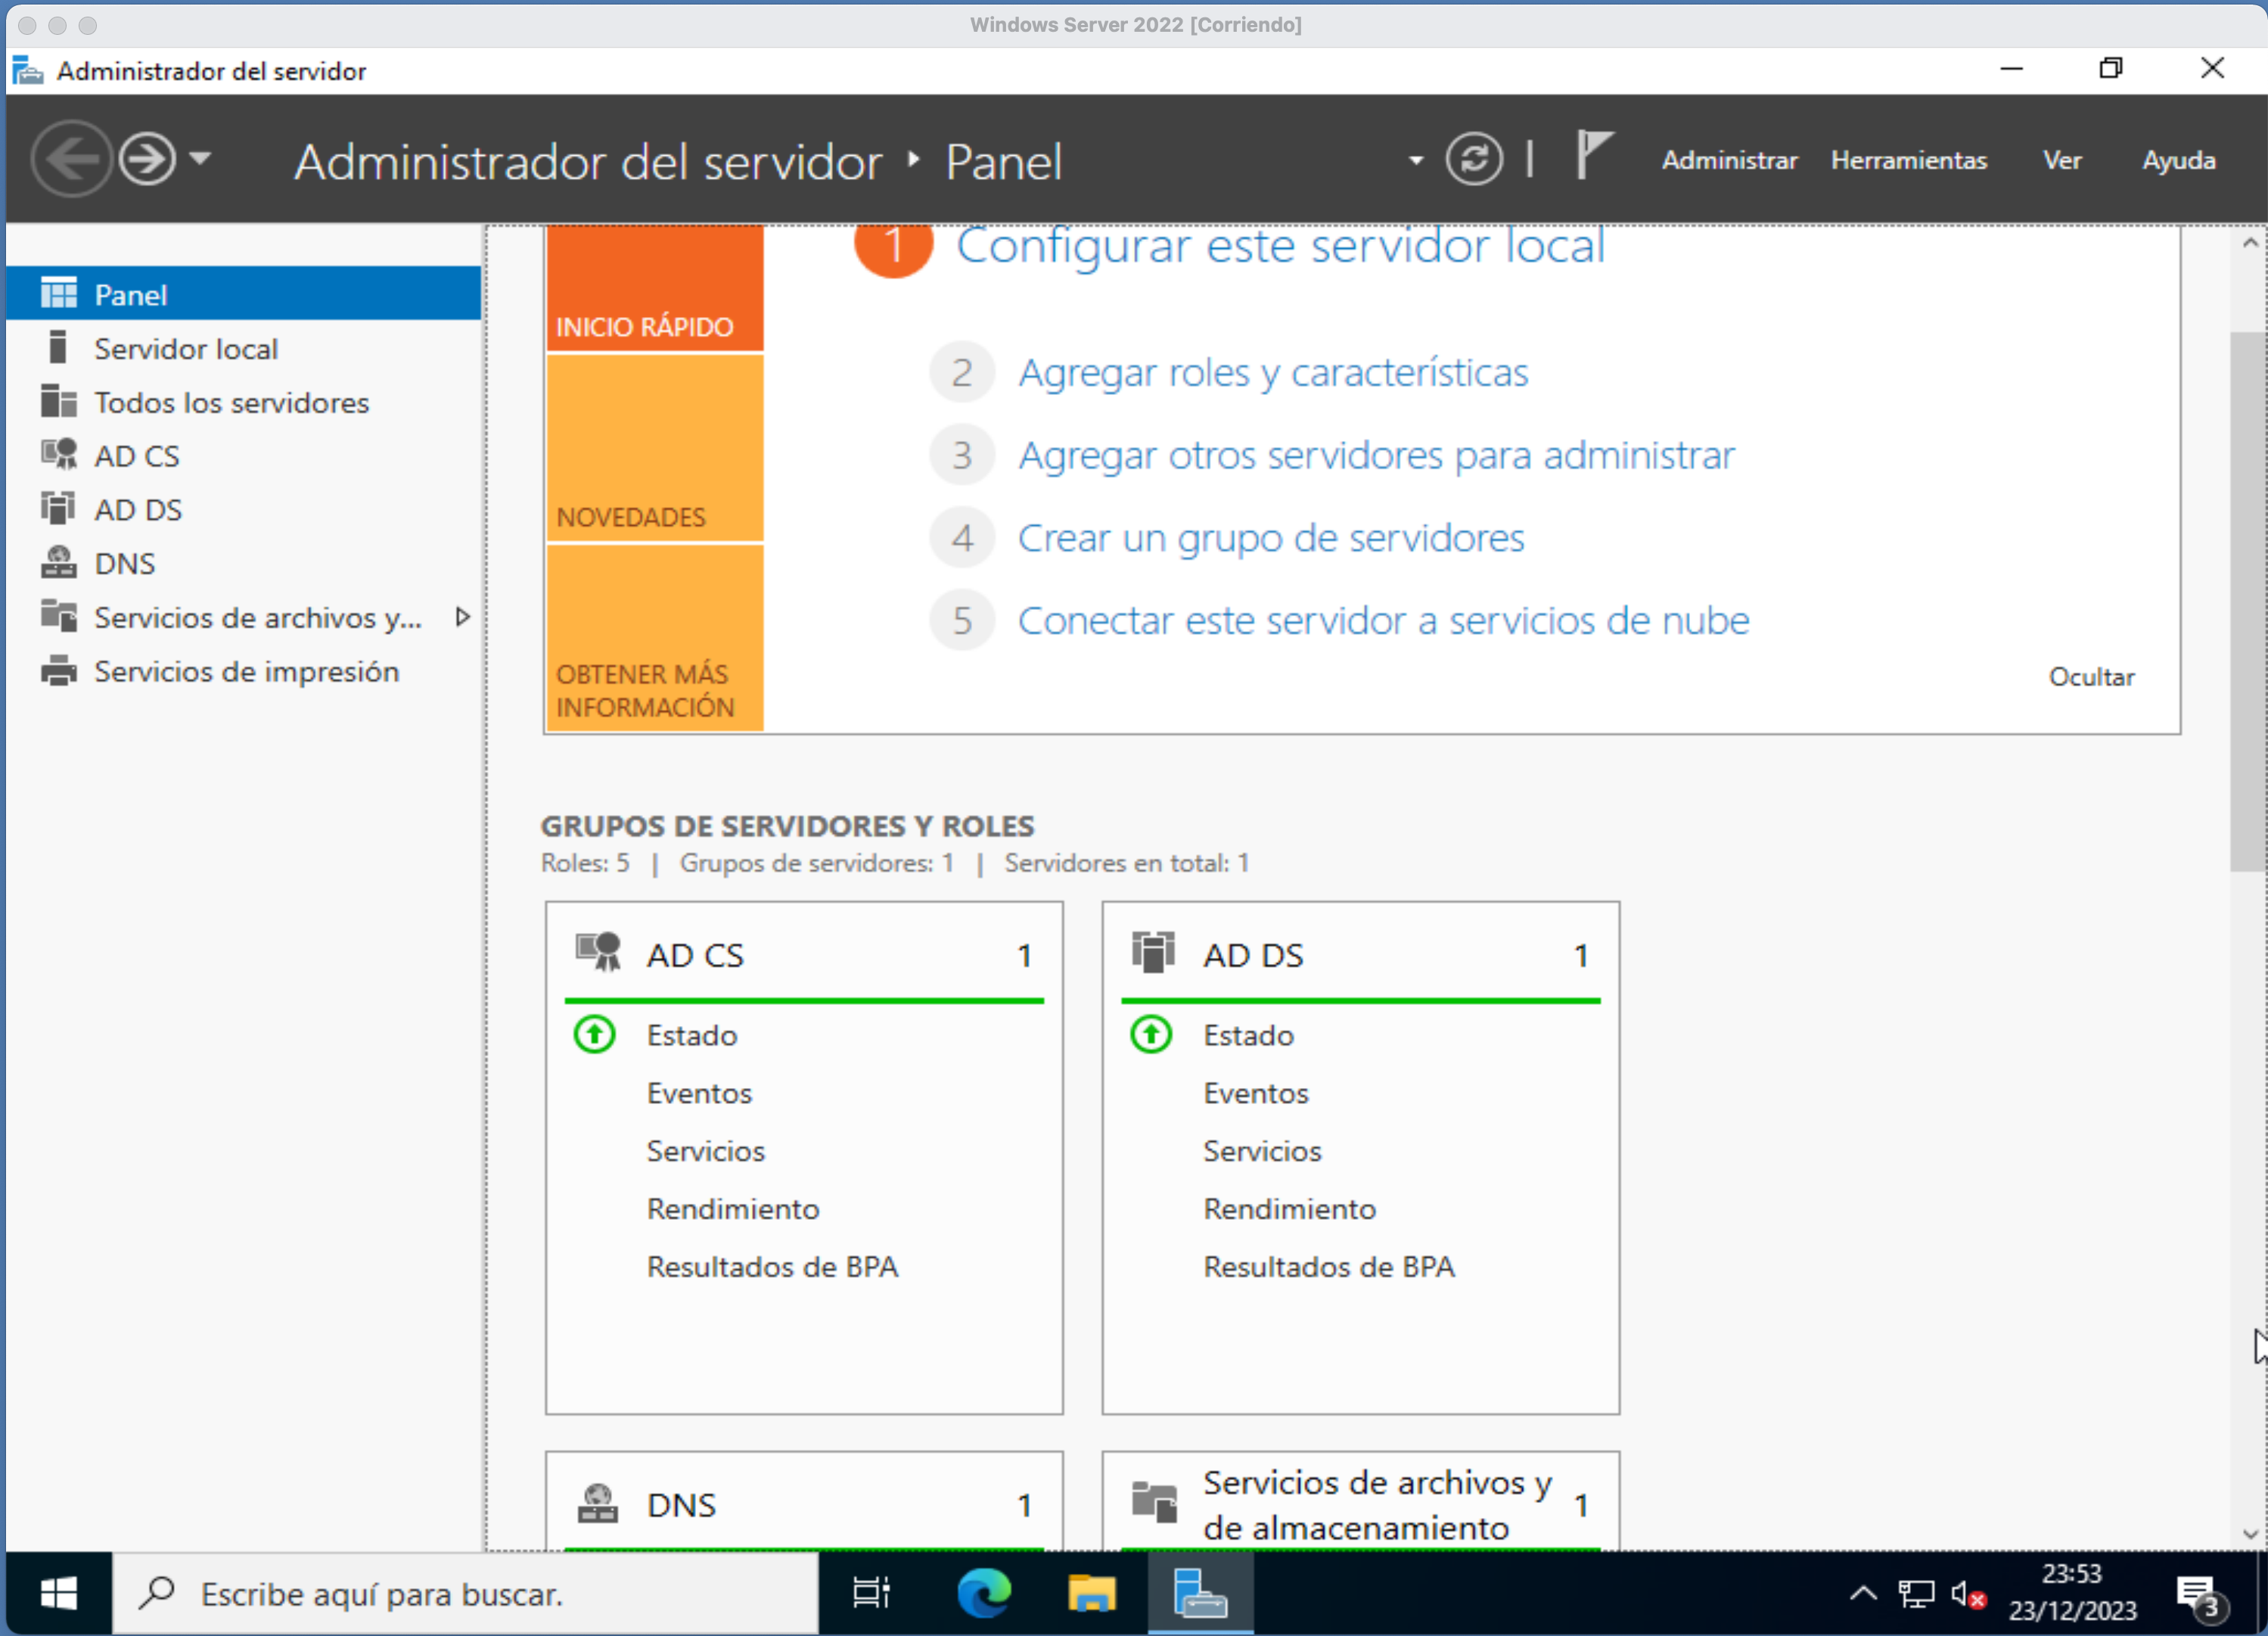 Windows Server 2022 [Corriendo]
Administrador del servidor
Administrador del servidor ‣ Panel
Administrar Herramientas Ver Ayuda
Panel
Servidor local
Todos los servidores
AD CS
AD DS
DNS
Servicios de archivos y...
Servicios de impresión
INICIO RÁPIDO
NOVEDADES
OBTENER MÁS
INFORMACIÓN
1 Configurar este servidor local
2 Agregar roles y características
3 Agregar otros servidores para administrar
4 Crear un grupo de servidores
5 Conectar este servidor a servicios de nube
Ocultar
GRUPOS DE SERVIDORES Y ROLES
Roles: 5 | Grupos de servidores: 1 | Servidores en total: 1
AD CS 1
Estado
Eventos
Servicios
Rendimiento
Resultados de BPA
AD DS 1
Estado
Eventos
Servicios
Rendimiento
Resultados de BPA
DNS 1
Servicios de archivos y
de almacenamiento 1
Escribe aquí para buscar.
23:53
23/12/2023
3